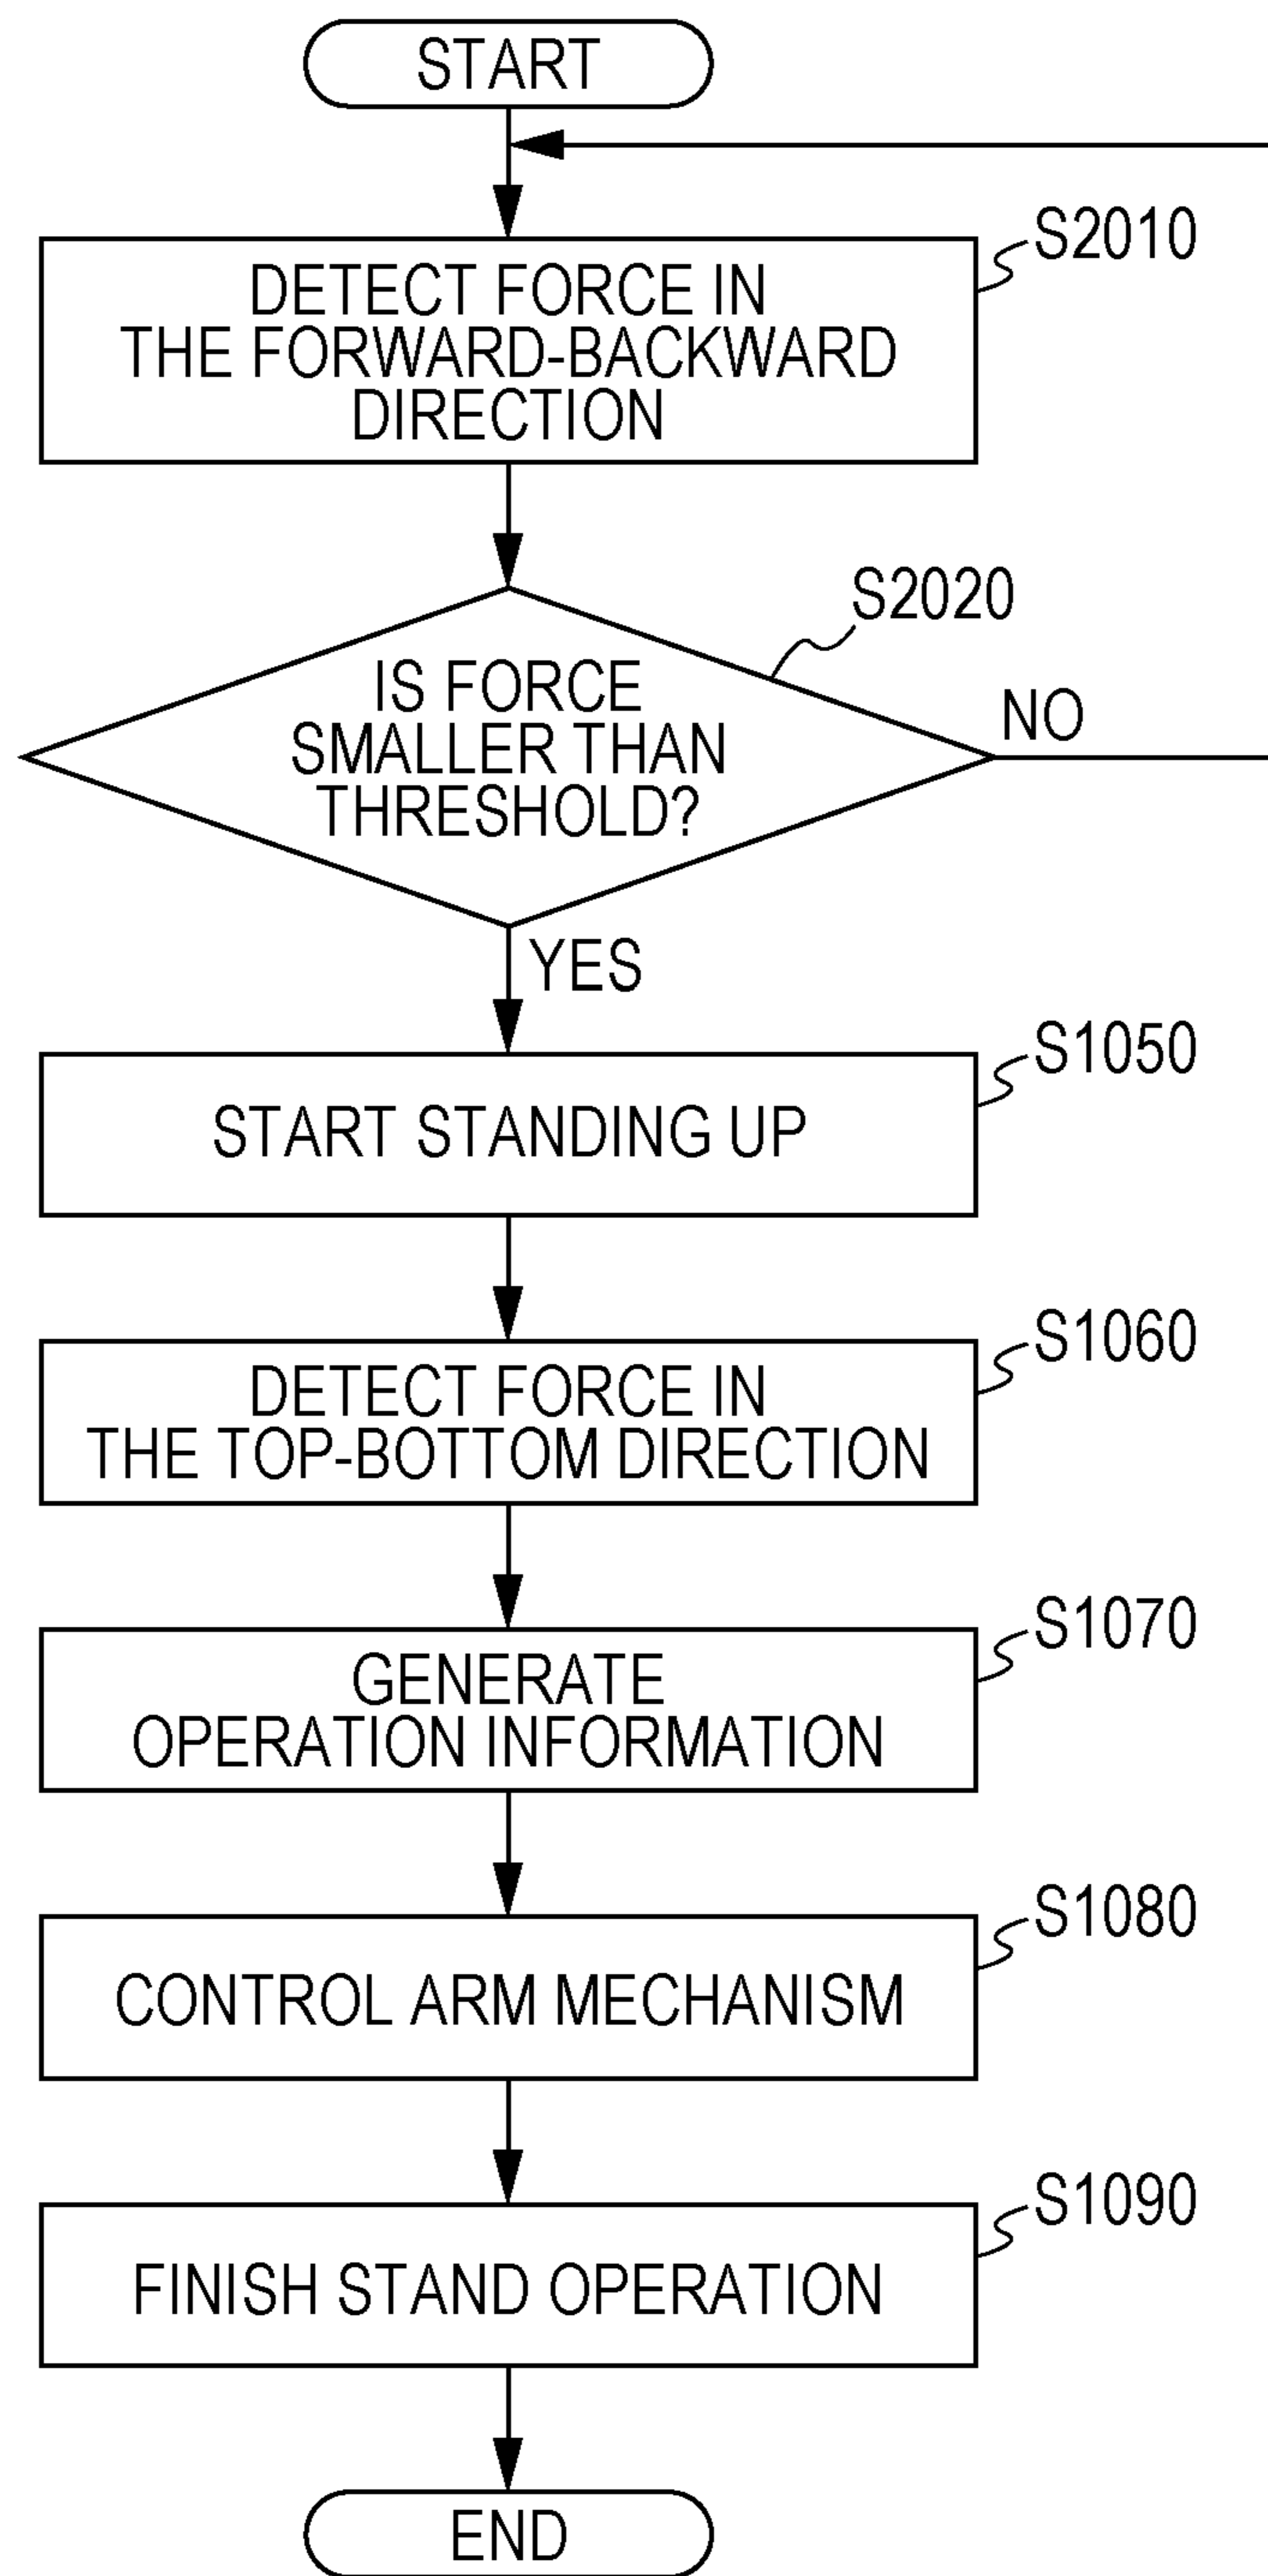 START
S2010
DETECT FORCE IN
THE FORWARD-BACKWARD
DIRECTION
S2020
IS FORCE
SMALLER THAN
THRESHOLD?
NO
YES
S1050
START STANDING UP
S1060
DETECT FORCE IN
THE TOP-BOTTOM DIRECTION
S1070
GENERATE
OPERATION INFORMATION
S1080
CONTROL ARM MECHANISM
S1090
FINISH STAND OPERATION
END